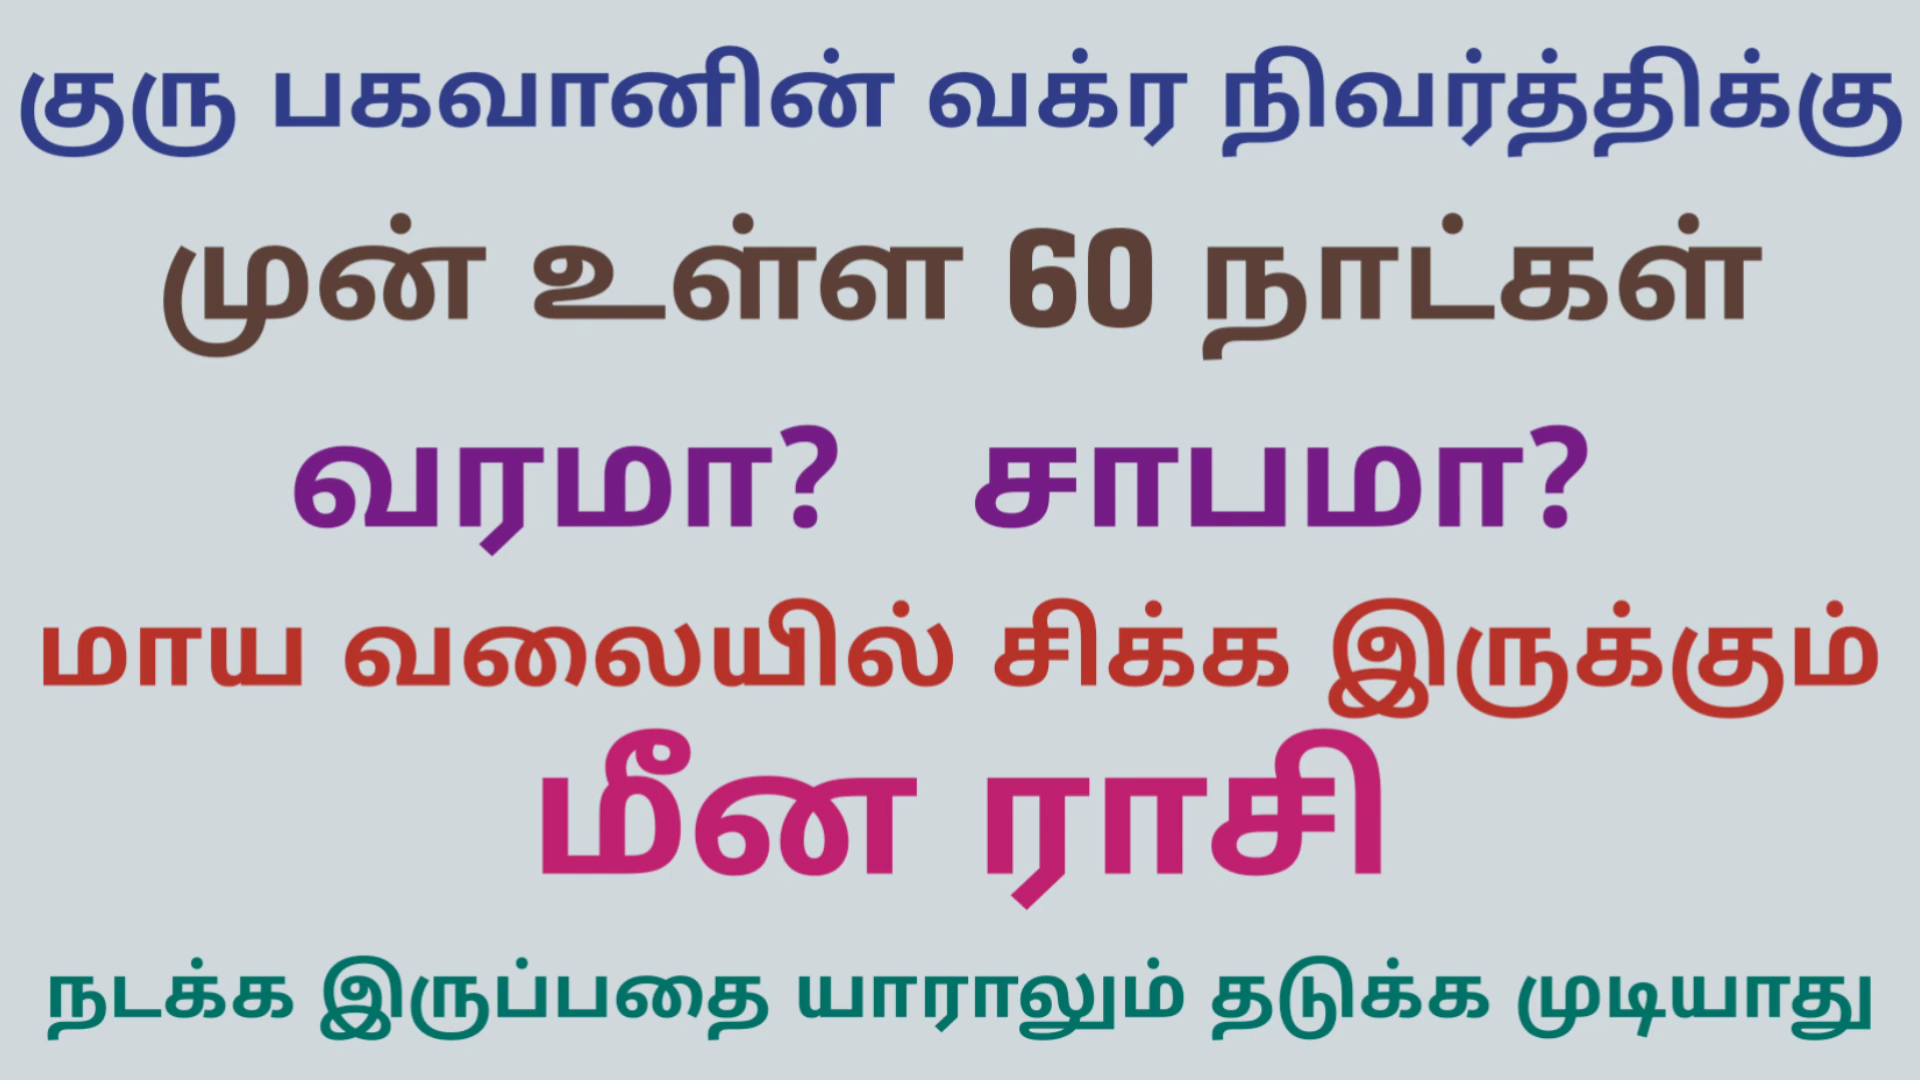 குரு பகவானின் வக்ர நிவர்த்திக்கு
முன் உள்ள 60 நாட்கள்
வரமா? சாபமா?
மாய வலையில் சிக்க இருக்கும்
மீன ராசி
நடக்க இருப்பதை யாராலும் தடுக்க முடியாது